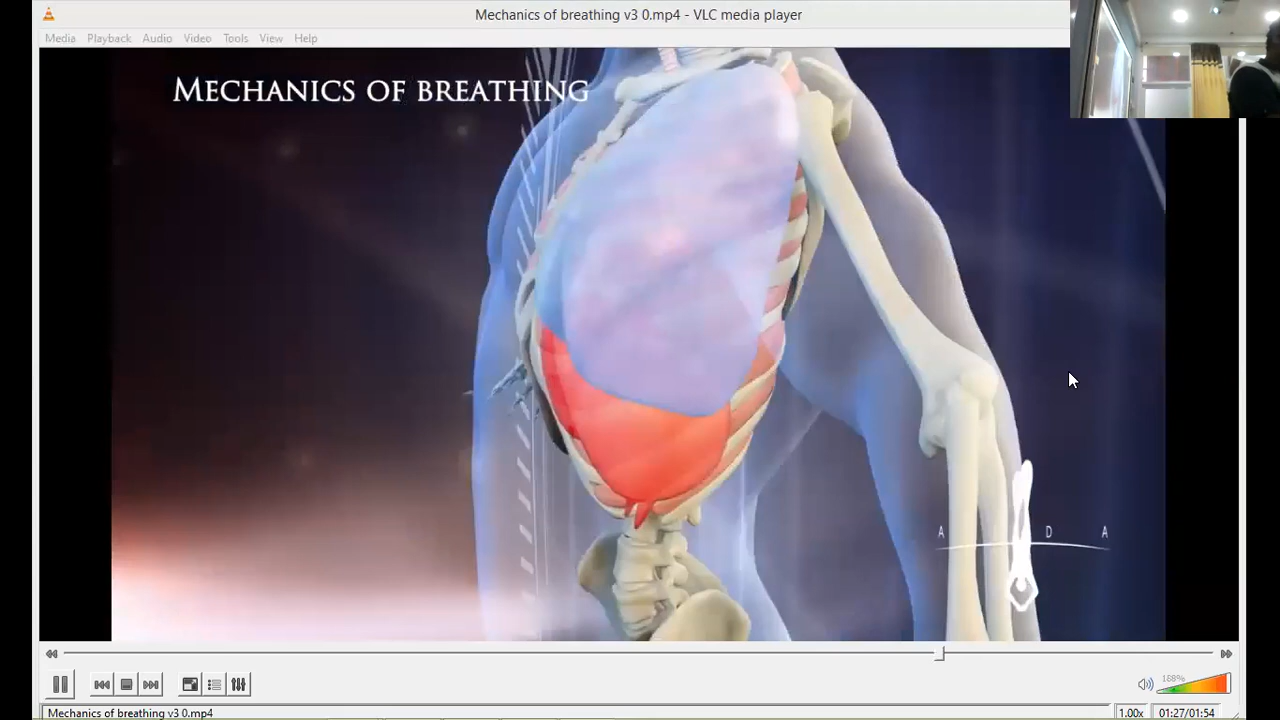 Mechanics of breathing v3 0.mp4 - VLC media player
Media Playback Audio Video Tools View Help
MECHANICS OF BREATHING
A D A
168%
Mechanics of breathing v3 0.mp4
1.00x 01:27/01:54